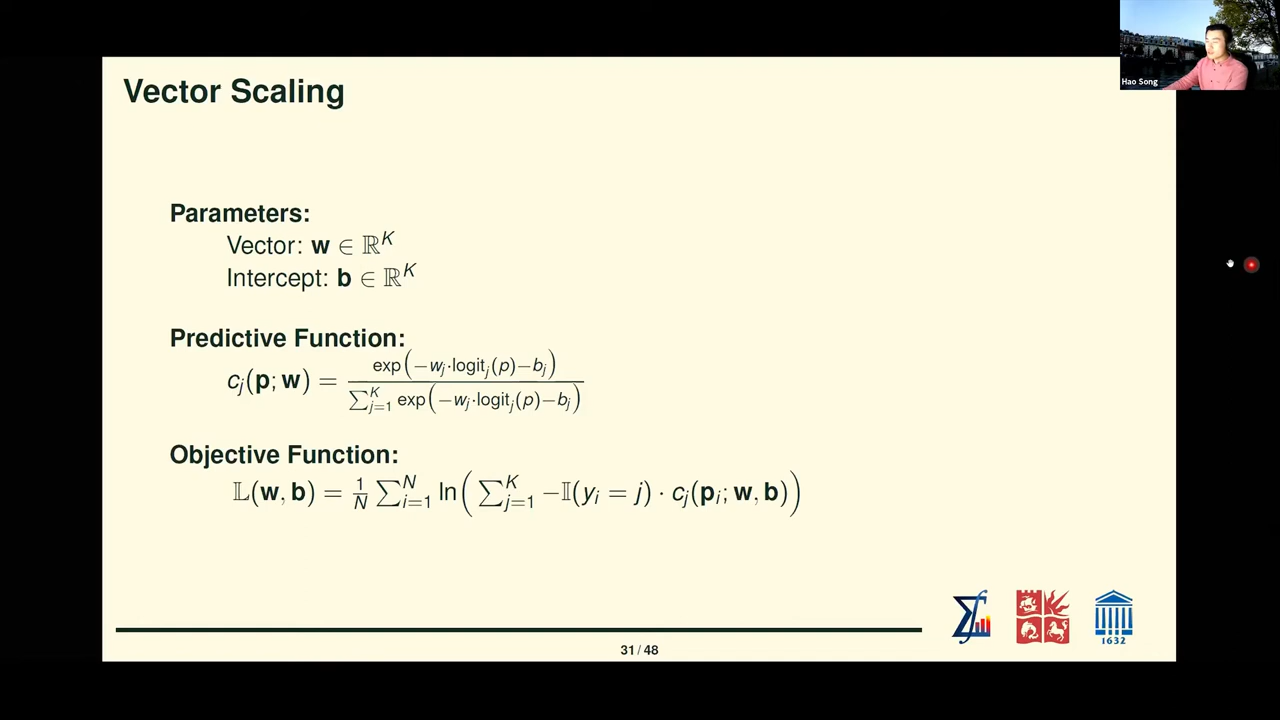 Hao Song
Vector Scaling
Parameters:
Vector: w ∈ ℝ^K
Intercept: b ∈ ℝ^K
Predictive Function:
c_j(p; w) = exp(−w_j·logit_j(p)−b_j) / ∑_{j=1}^K exp(−w_j·logit_j(p)−b_j)
Objective Function:
𝕃(w, b) = 1/N ∑_{i=1}^N ln(∑_{j=1}^K −𝕀(y_i = j) · c_j(p_i; w, b))
1632
31 / 48